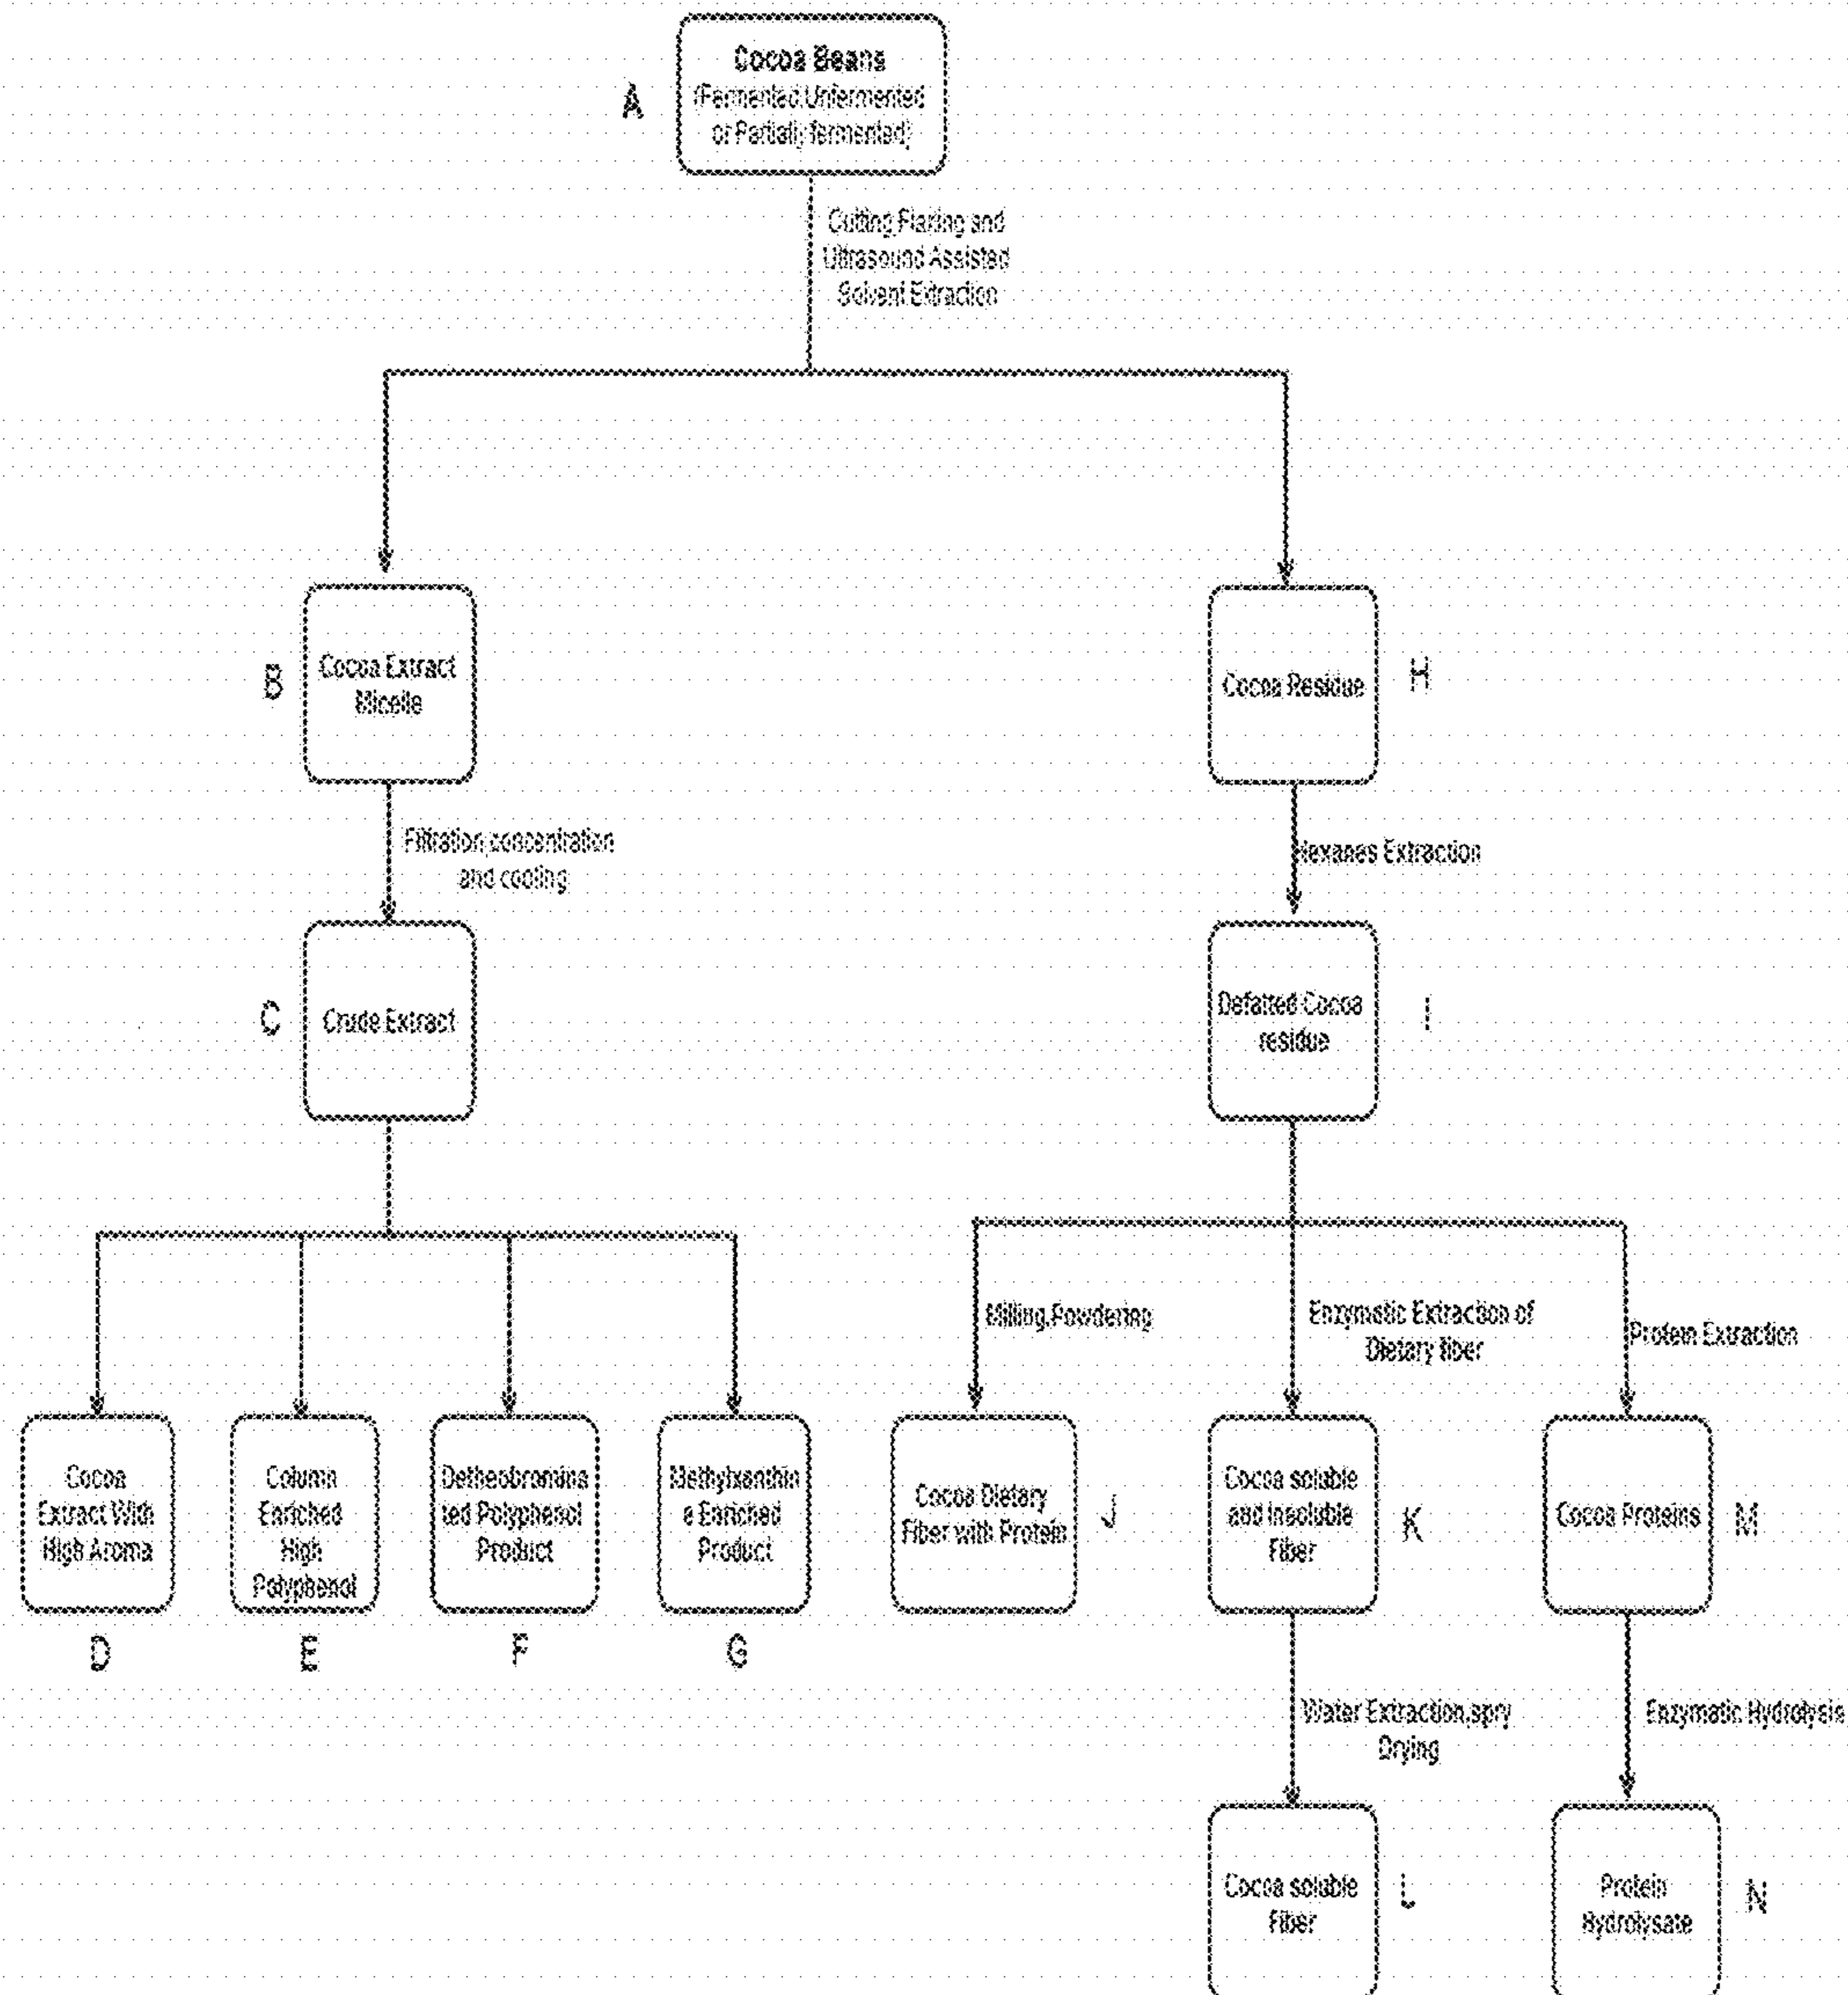 Cocoa Beans
(Fermented,Unfermented
or Partially fermented)
A
Cutting,Flaking and
Ultrasound Assisted
Solvent Extraction
B
Cocoa Extract
Micelle
Cocoa Residue
H
Filtration,concentration
and cooling
Hexanes Extraction
C
Crude Extract
Defatted Cocoa
residue
I
Milling,Powdering
Enzymatic Extraction of
Dietary fiber
Protein Extraction
Cocoa
Extract With
High Aroma
D
Column
Enriched
High
Polyphenol
E
Detheobromina
ted Polyphenol
Product
F
Methylxanthin
e Enriched
Product
G
Cocoa Dietary
Fiber with Protein
J
Cocoa soluble
and insoluble
Fiber
K
Cocoa Proteins
M
Water Extraction,spry
Drying
Enzymatic Hydrolysis
Cocoa soluble
Fiber
L
Protein
Hydrolysate
N